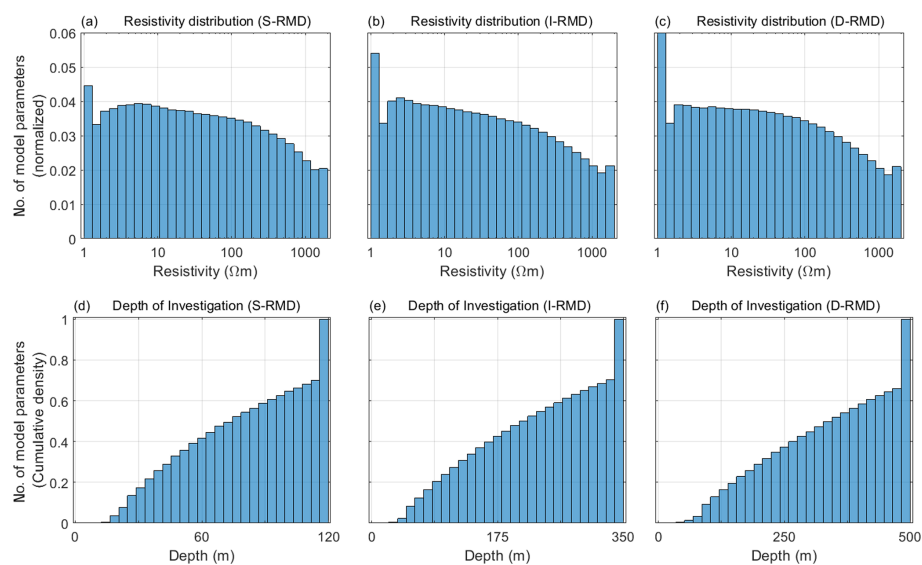 (a) Resistivity distribution (S-RMD)
(b) Resistivity distribution (I-RMD)
(c) Resistivity distribution (D-RMD)
No. of model parameters
(normalized)
0.06
0.05
0.04
0.03
0.02
0.01
0
1 10 100 1000
Resistivity (Ωm)
1 10 100 1000
Resistivity (Ωm)
1 10 100 1000
Resistivity (Ωm)
(d) Depth of Investigation (S-RMD)
(e) Depth of Investigation (I-RMD)
(f) Depth of Investigation (D-RMD)
No. of model parameters
(Cumulative density)
1
0.8
0.6
0.4
0.2
0
0 60 120
Depth (m)
0 175 350
Depth (m)
0 250 500
Depth (m)